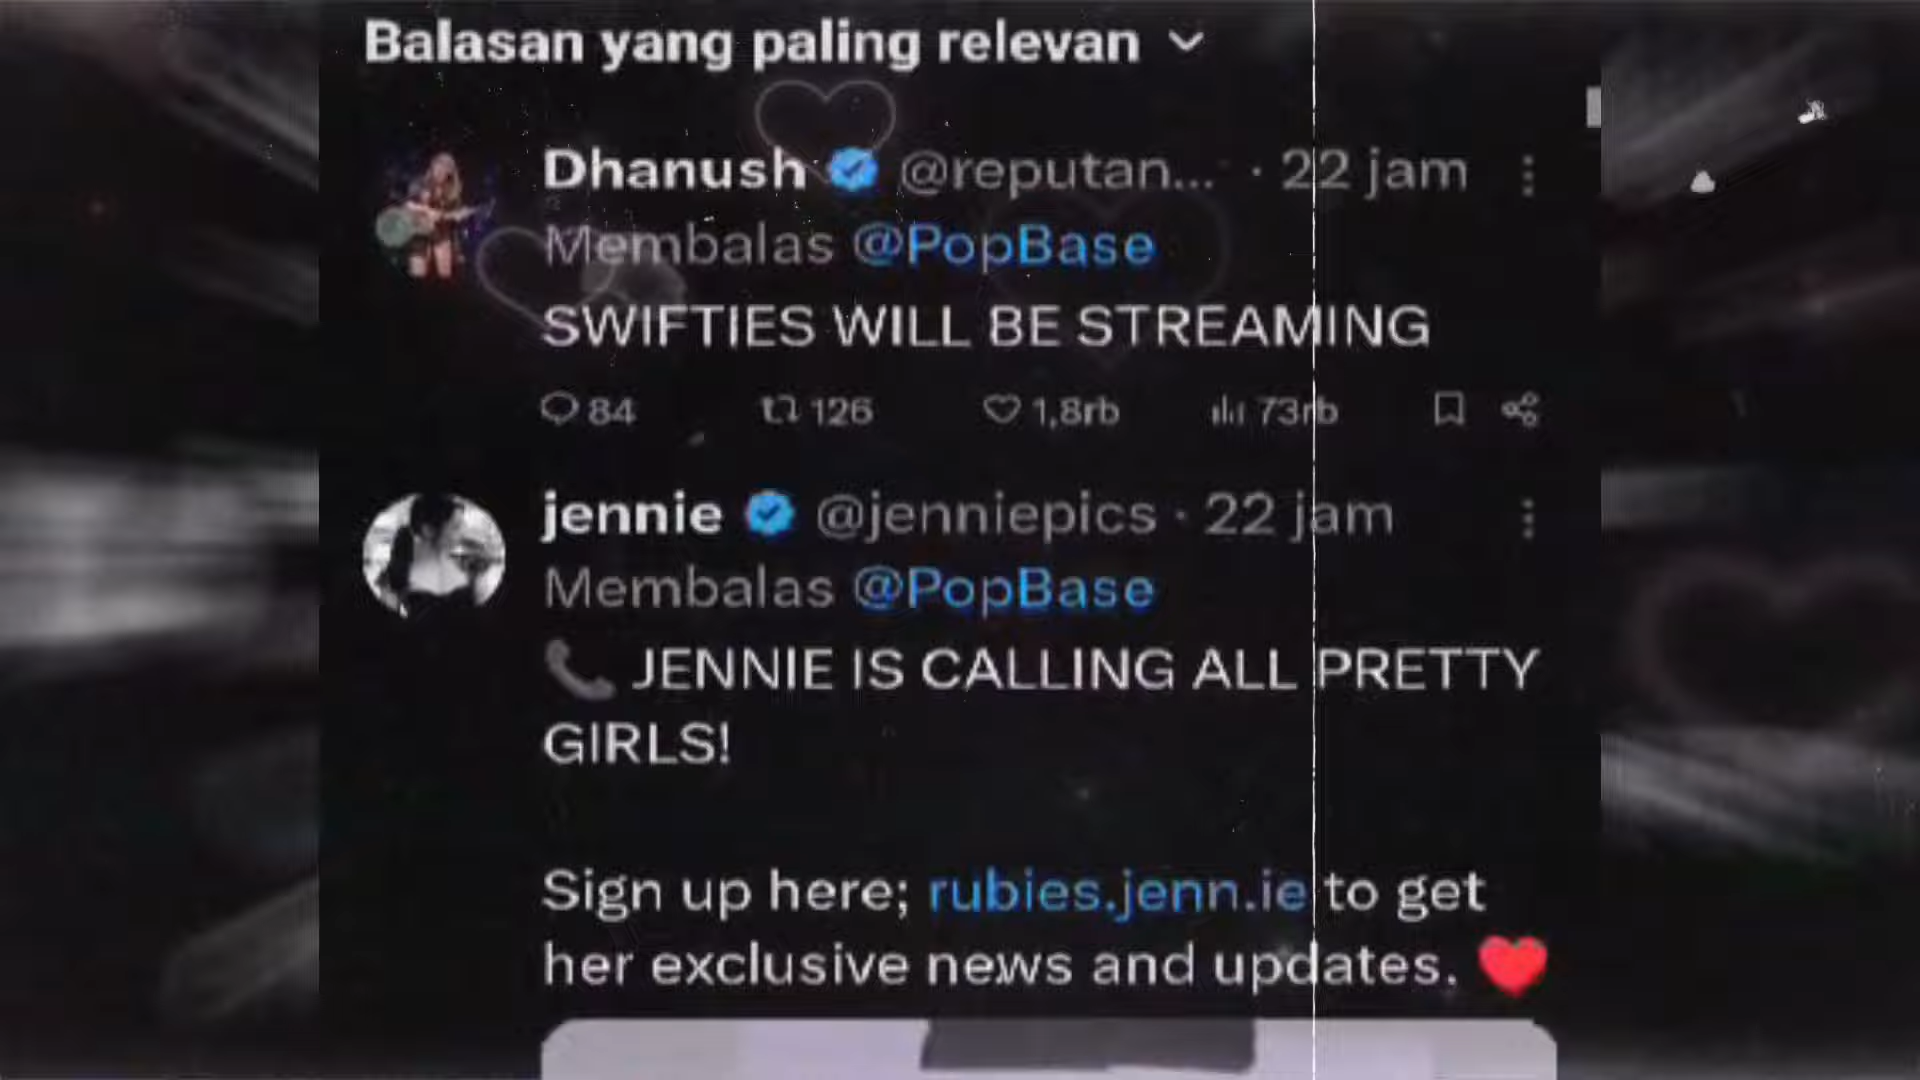 Balasan yang paling relevan
Dhanush @reputan... · 22 jam
Membalas @PopBase
SWIFTIES WILL BE STREAMING
84 126 1,8rb 73rb
jennie @jenniepics · 22 jam
Membalas @PopBase
📞 JENNIE IS CALLING ALL PRETTY
GIRLS!
Sign up here; rubies.jenn.ie to get
her exclusive news and updates. ❤️